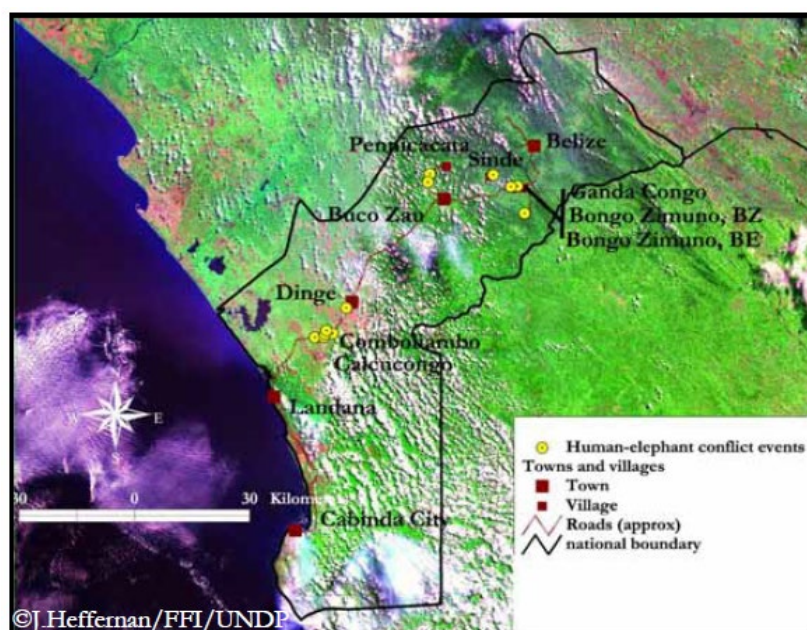 Pennicacata
Sinde
Belize
Ganda Congo
Bongo Zimuno, BZ
Bongo Zimuno, BE
Buco Zau
Dinge
Comboliambo
Caicucongo
Landana
W
E
S
30
0
30
Cabinda City
Human-elephant conflict events
Towns and villages
Town
Village
Roads (approx)
national boundary
©J.Heffernan/FFI/UNDP